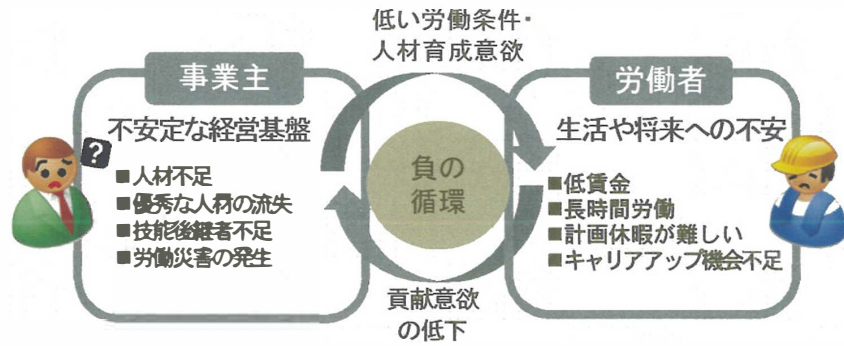 低い労働条件・
人材育成意欲
事業主
労働者
不安定な経営基盤
生活や将来への不安
?
■人材不足
■優秀な人材の流失
■技能後継者不足
■労働災害の発生
負の
循環
■低賃金
■長時間労働
■計画休暇が難しい
■キャリアアップ機会不足
貢献意欲
の低下